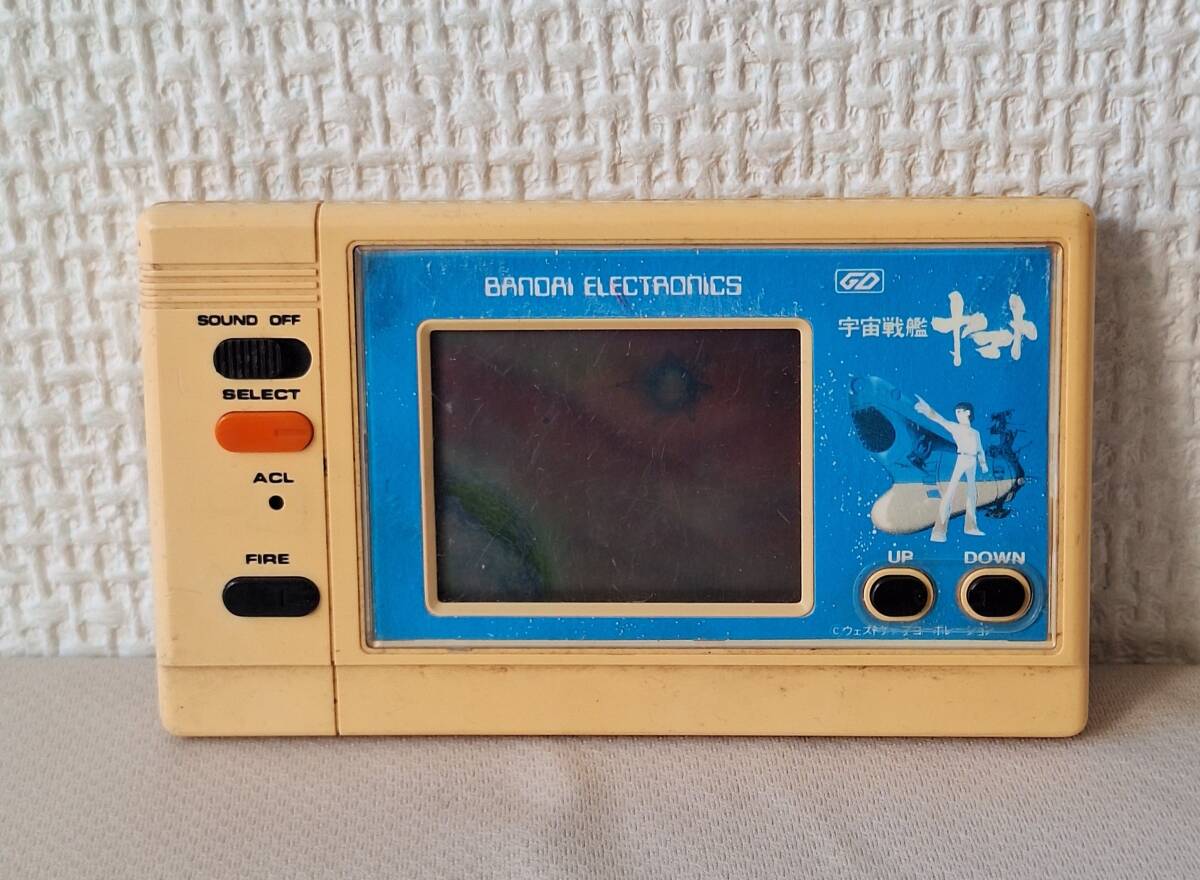 BANDAI ELECTRONICS
GD
宇宙戦艦ヤマト
SOUND OFF
SELECT
ACL
FIRE
UP
DOWN